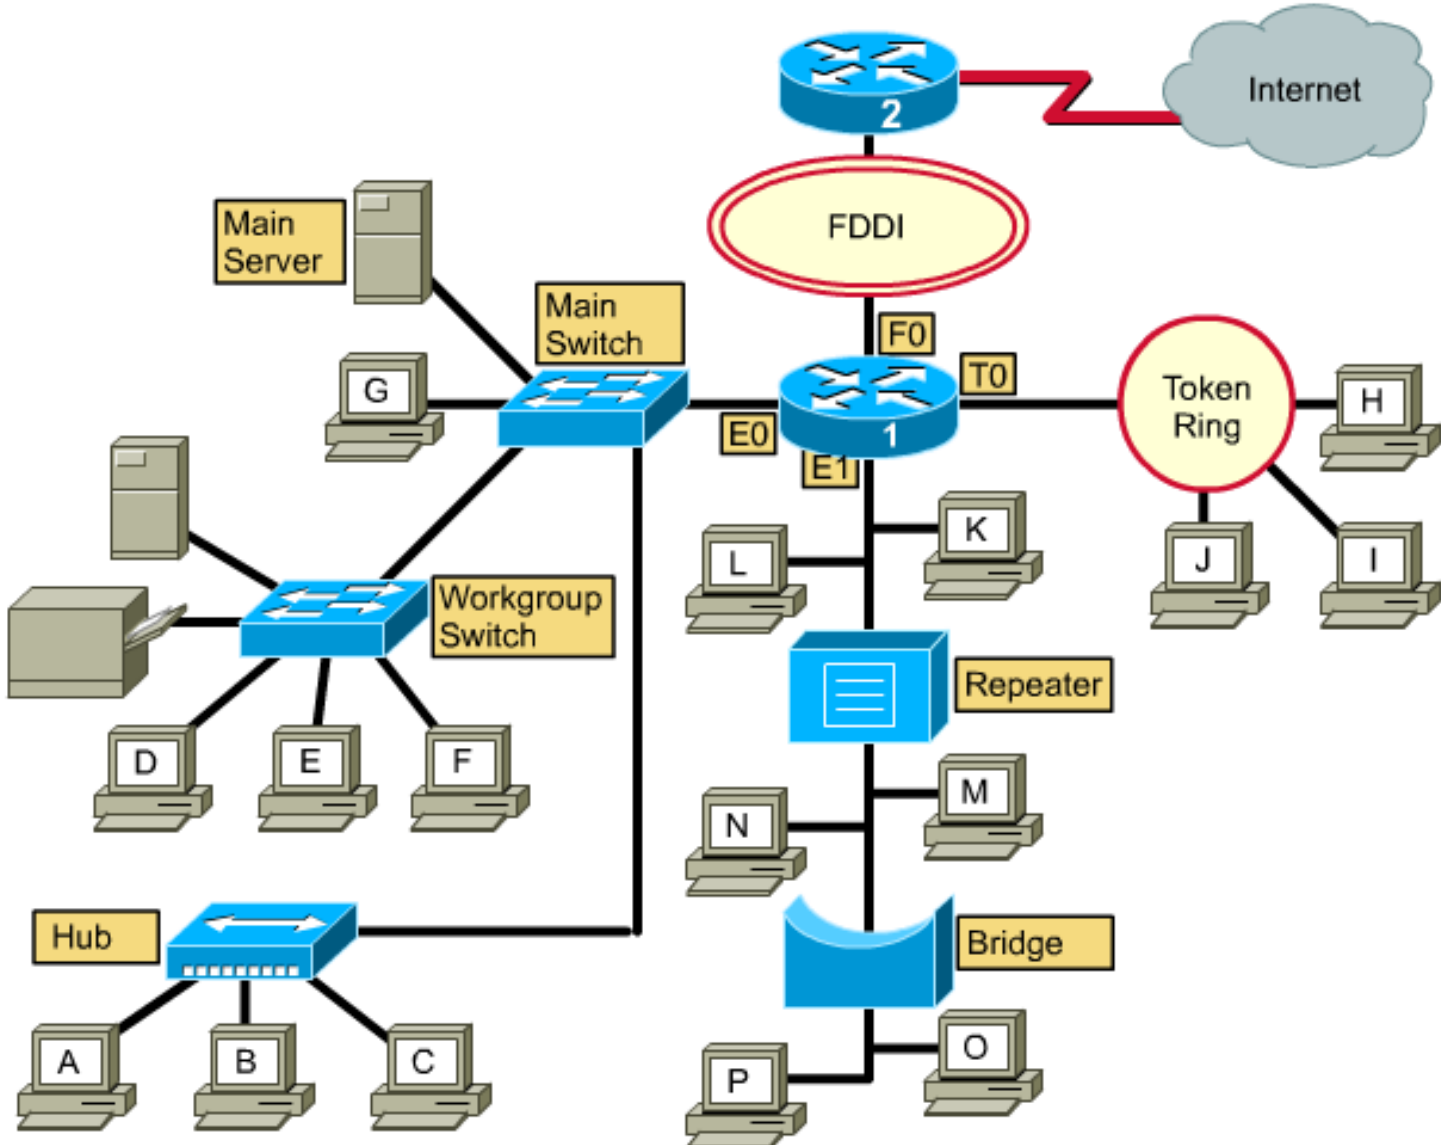 2
Internet
FDDI
Main
Server
Main
Switch
F0
T0
G
E0
1
E1
Token
Ring
H
L
K
J
I
Workgroup
Switch
Repeater
D
E
F
N
M
Hub
Bridge
A
B
C
P
O